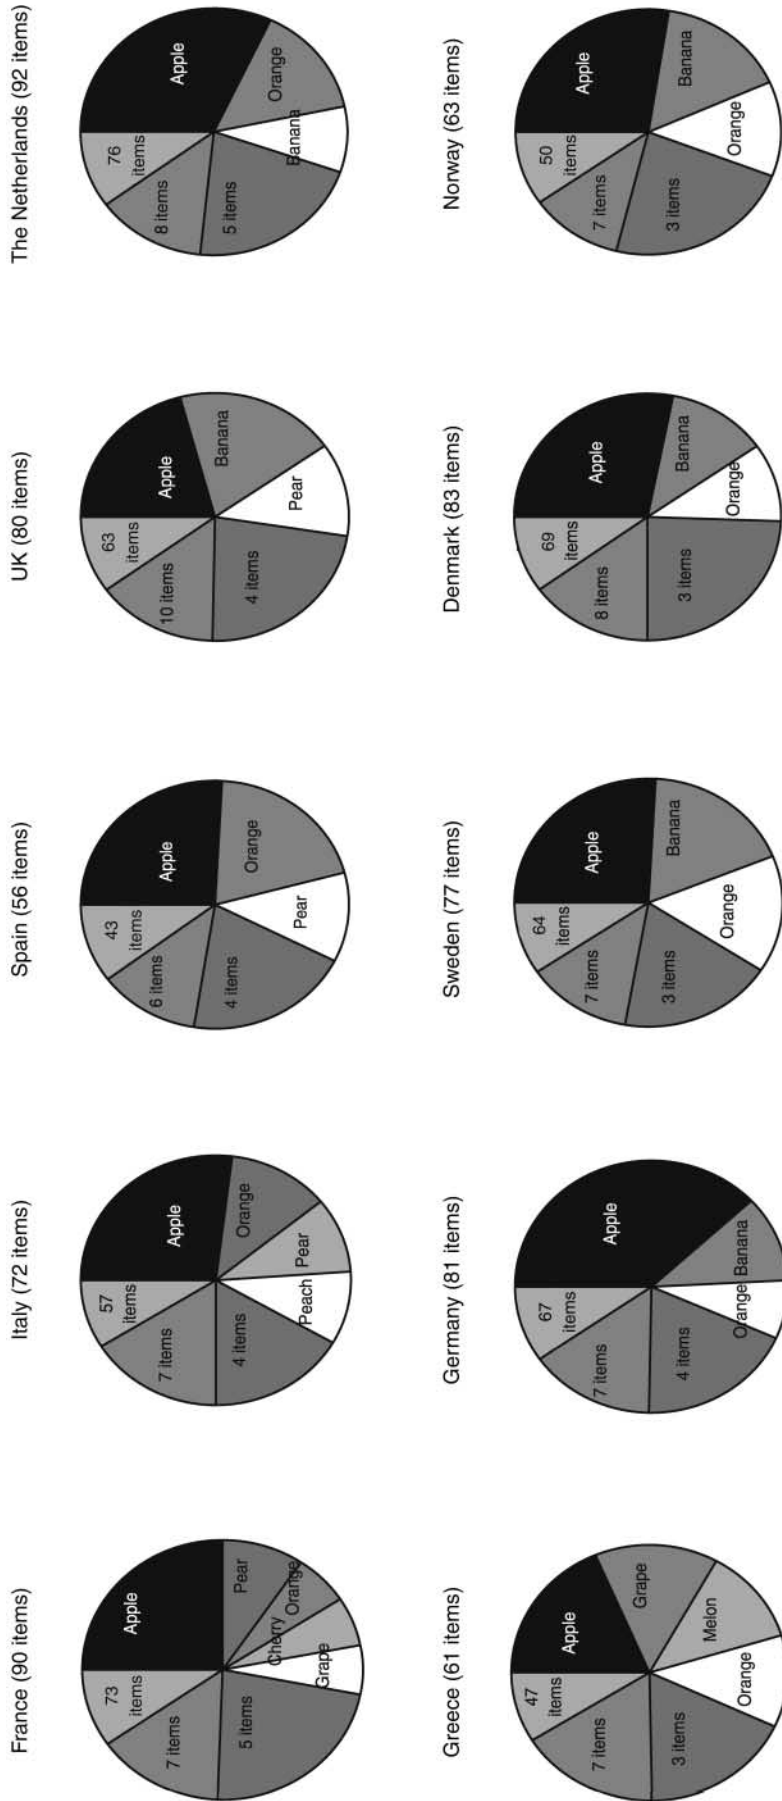 France (90 items)
Apple
Pear
Orange
Cherry
Grape
5 items
7 items
73
items
Italy (72 items)
Apple
Orange
Pear
Peach
4 items
7 items
57
items
Spain (56 items)
Apple
Orange
Pear
4 items
6 items
43
items
UK (80 items)
Apple
Banana
Pear
4 items
10 items
63
items
The Netherlands (92 items)
Apple
Orange
Banana
5 items
8 items
76
items
Greece (61 items)
Apple
Grape
Melon
Orange
3 items
7 items
47
items
Germany (81 items)
Apple
Banana
Orange
4 items
7 items
67
items
Sweden (77 items)
Apple
Banana
Orange
3 items
7 items
64
items
Denmark (83 items)
Apple
Banana
Orange
3 items
8 items
69
items
Norway (63 items)
Apple
Banana
Orange
3 items
7 items
50
items